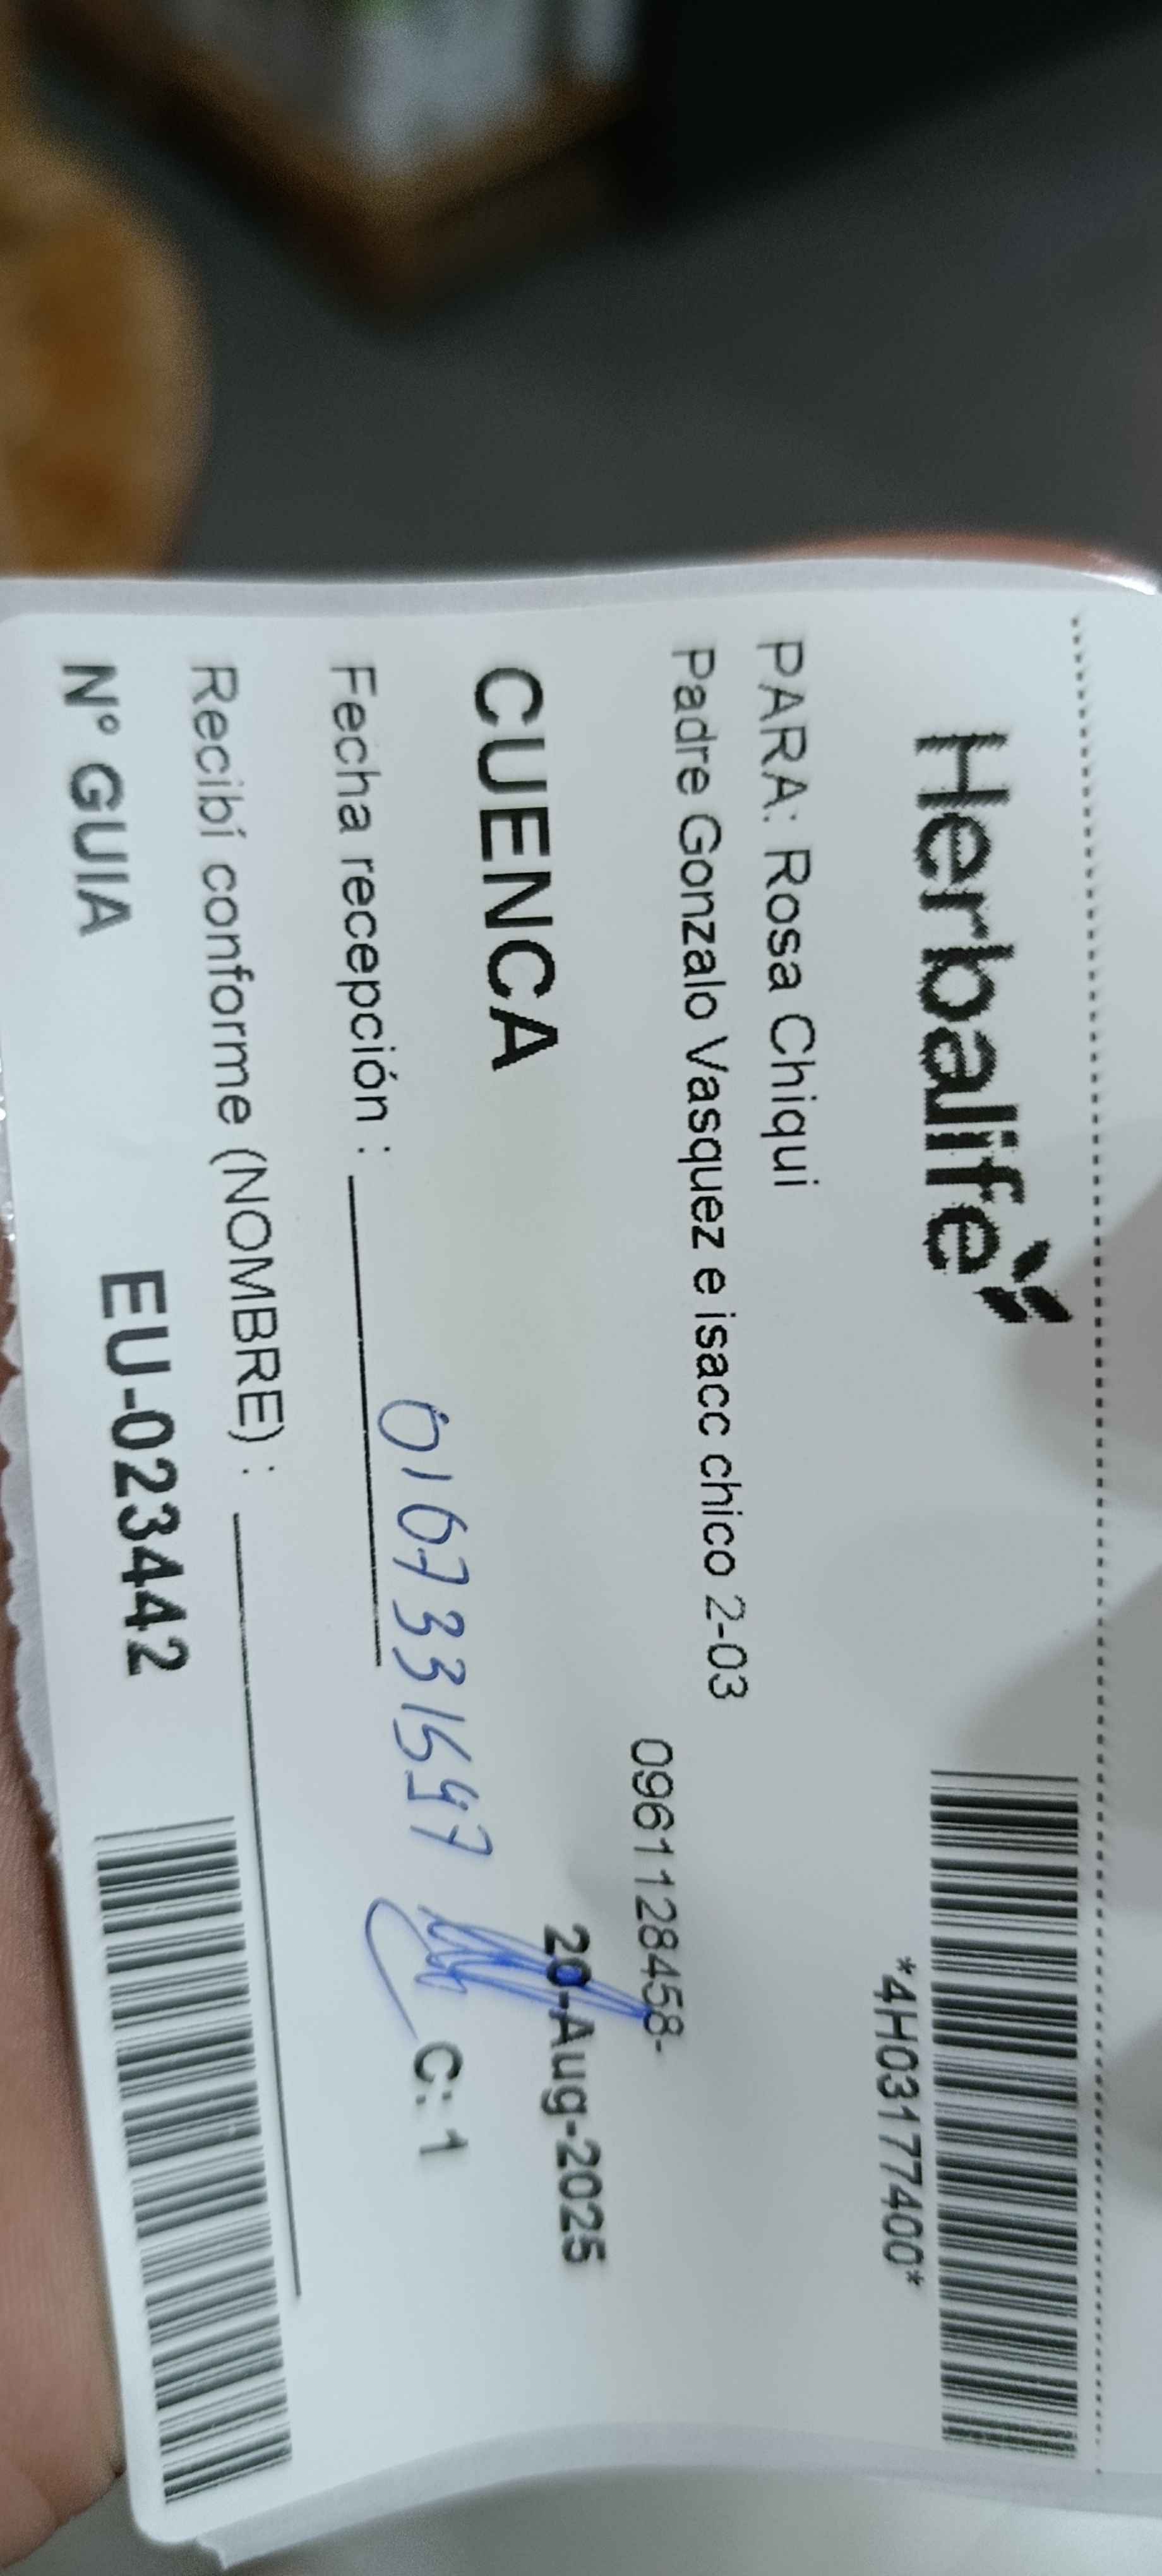 Herbalife
*4H03177400*
PARA: Rosa Chiqui
Padre Gonzalo Vasquez e isacc chico 2-03
0961128458-
CUENCA
20-Aug-2025
0167331597
C: 1
Fecha recepción :
Recibí conforme (NOMBRE) :
N° GUIA EU-023442